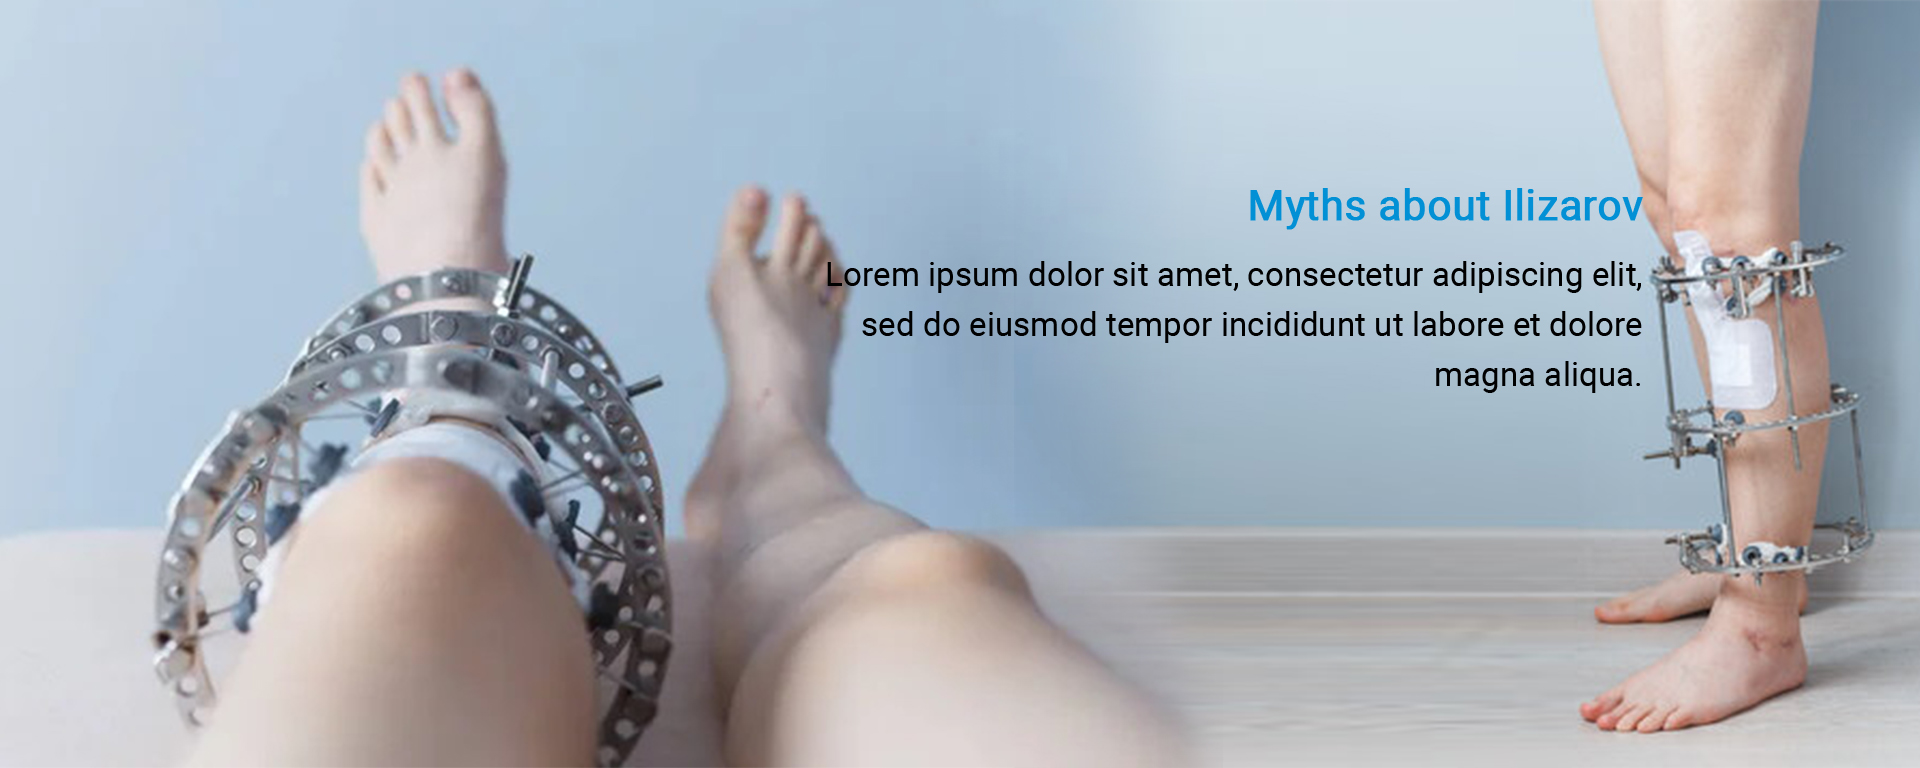 Myths about Ilizarov
Lorem ipsum dolor sit amet, consectetur adipiscing elit,
sed do eiusmod tempor incididunt ut labore et dolore
magna aliqua.